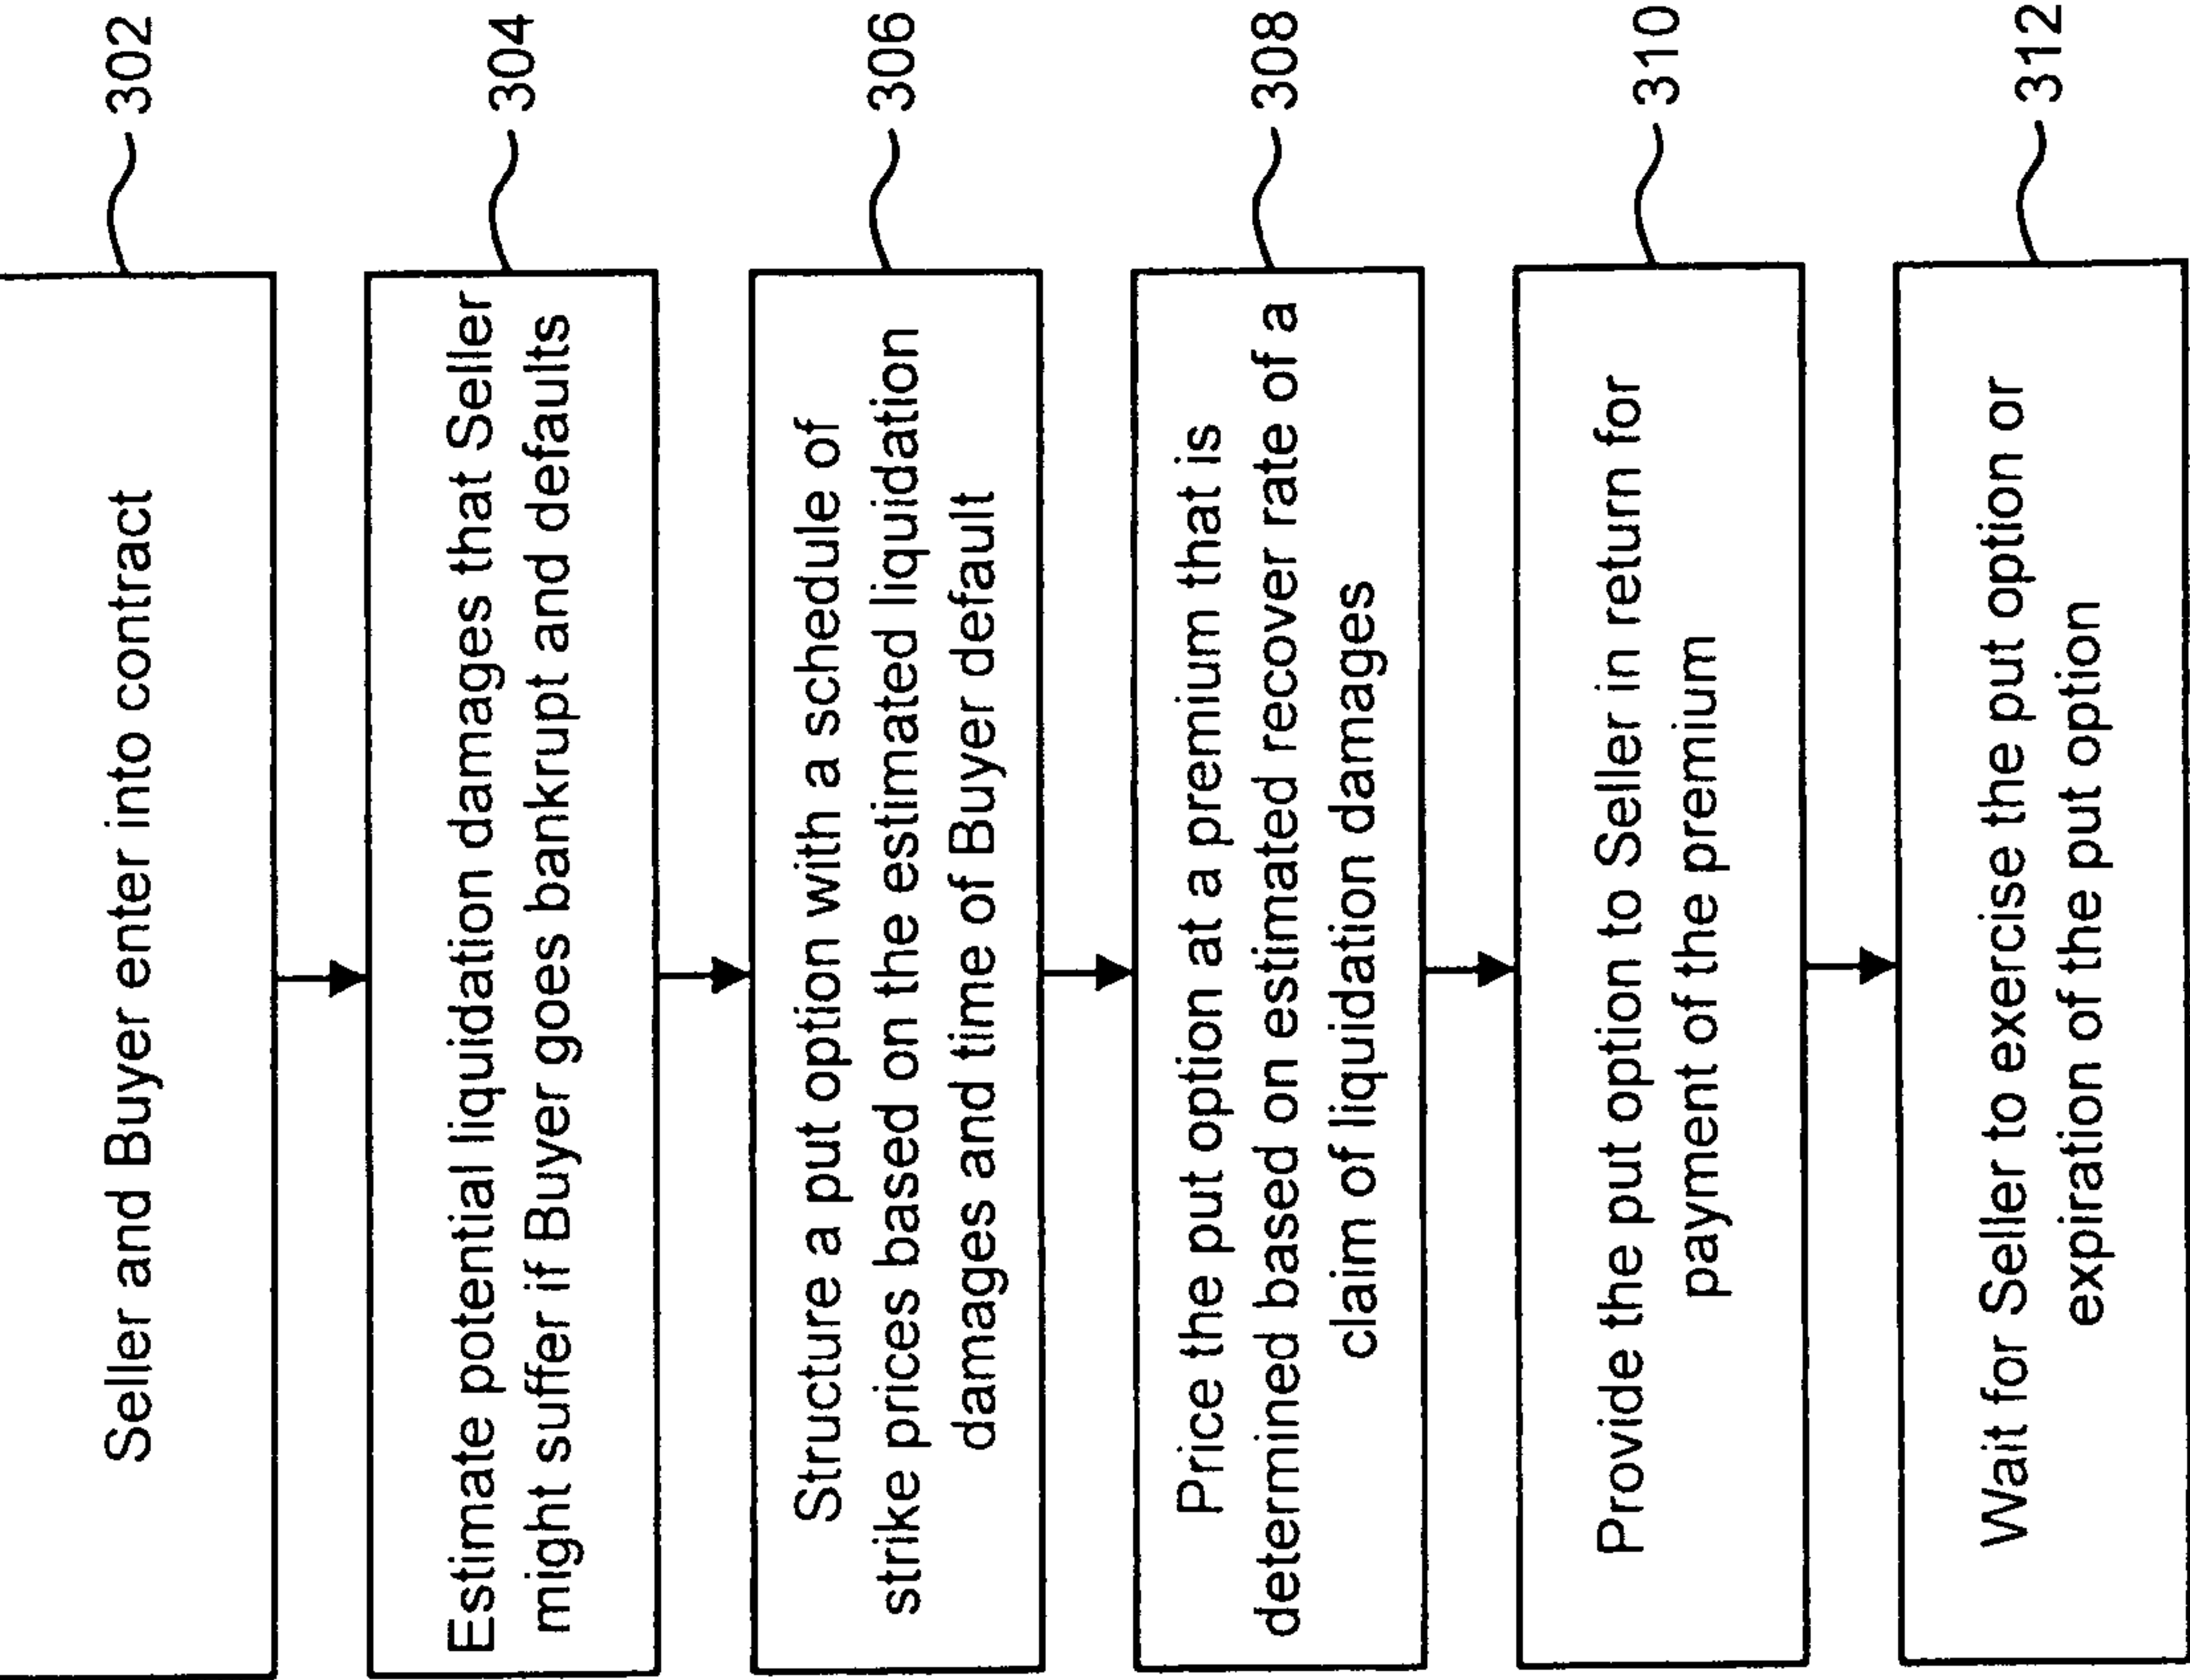 Seller and Buyer enter into contract
302
Estimate potential liquidation damages that Seller
might suffer if Buyer goes bankrupt and defaults
304
Structure a put option with a schedule of
strike prices based on the estimated liquidation
damages and time of Buyer default
306
Price the put option at a premium that is
determined based on estimated recover rate of a
claim of liquidation damages
308
Provide the put option to Seller in return for
payment of the premium
310
Wait for Seller to exercise the put option or
expiration of the put option
312